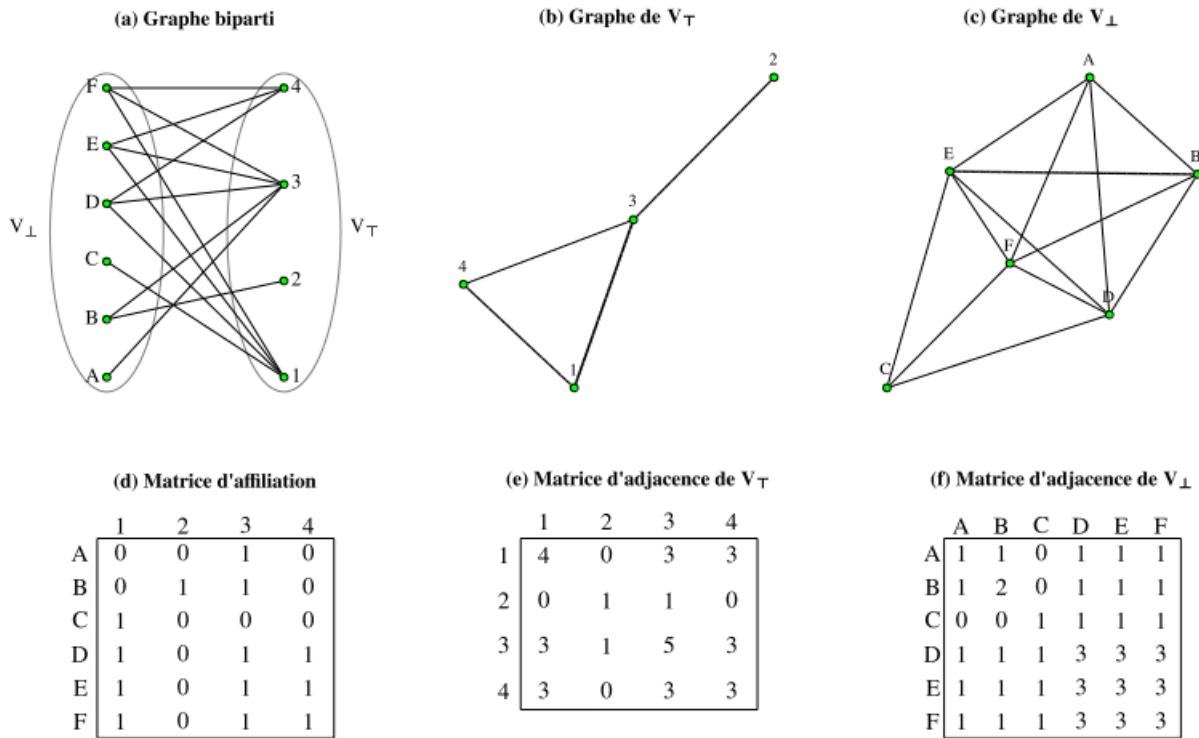 (a) Graphe biparti
(b) Graphe de V⊤
(c) Graphe de V⊥
F
E
D
C
B
A
4
3
2
1
V⊥
V⊤
2
3
4
1
A
E
B
F
D
C
(d) Matrice d'affiliation
1 2 3 4
A 0 0 1 0
B 0 1 1 0
C 1 0 0 0
D 1 0 1 1
E 1 0 1 1
F 1 0 1 1
(e) Matrice d'adjacence de V⊤
1 2 3 4
1 4 0 3 3
2 0 1 1 0
3 3 1 5 3
4 3 0 3 3
(f) Matrice d'adjacence de V⊥
A B C D E F
A 1 1 0 1 1 1
B 1 2 0 1 1 1
C 0 0 1 1 1 1
D 1 1 1 3 3 3
E 1 1 1 3 3 3
F 1 1 1 3 3 3